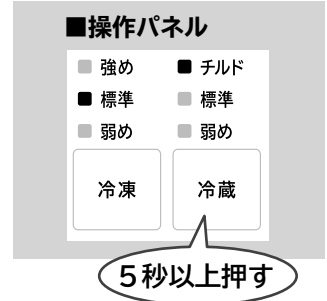 ■操作パネル
強め ■ チルド
■ 標準 標準
弱め 弱め
冷凍 冷蔵
5秒以上押す